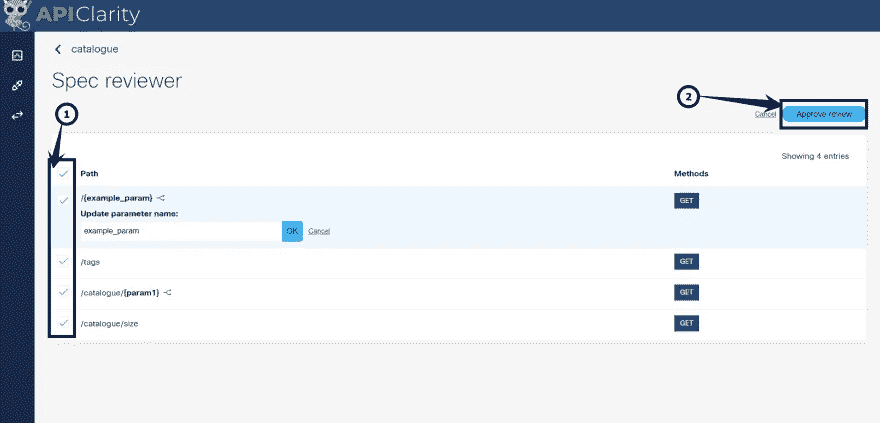 APIClarity
catalogue
Spec reviewer
1
2
Cancel
Approve review
Showing 4 entries
Path
Methods
/{example_param}
GET
Update parameter name:
example_param
OK
Cancel
/tags
GET
/catalogue/{param1}
GET
/catalogue/size
GET